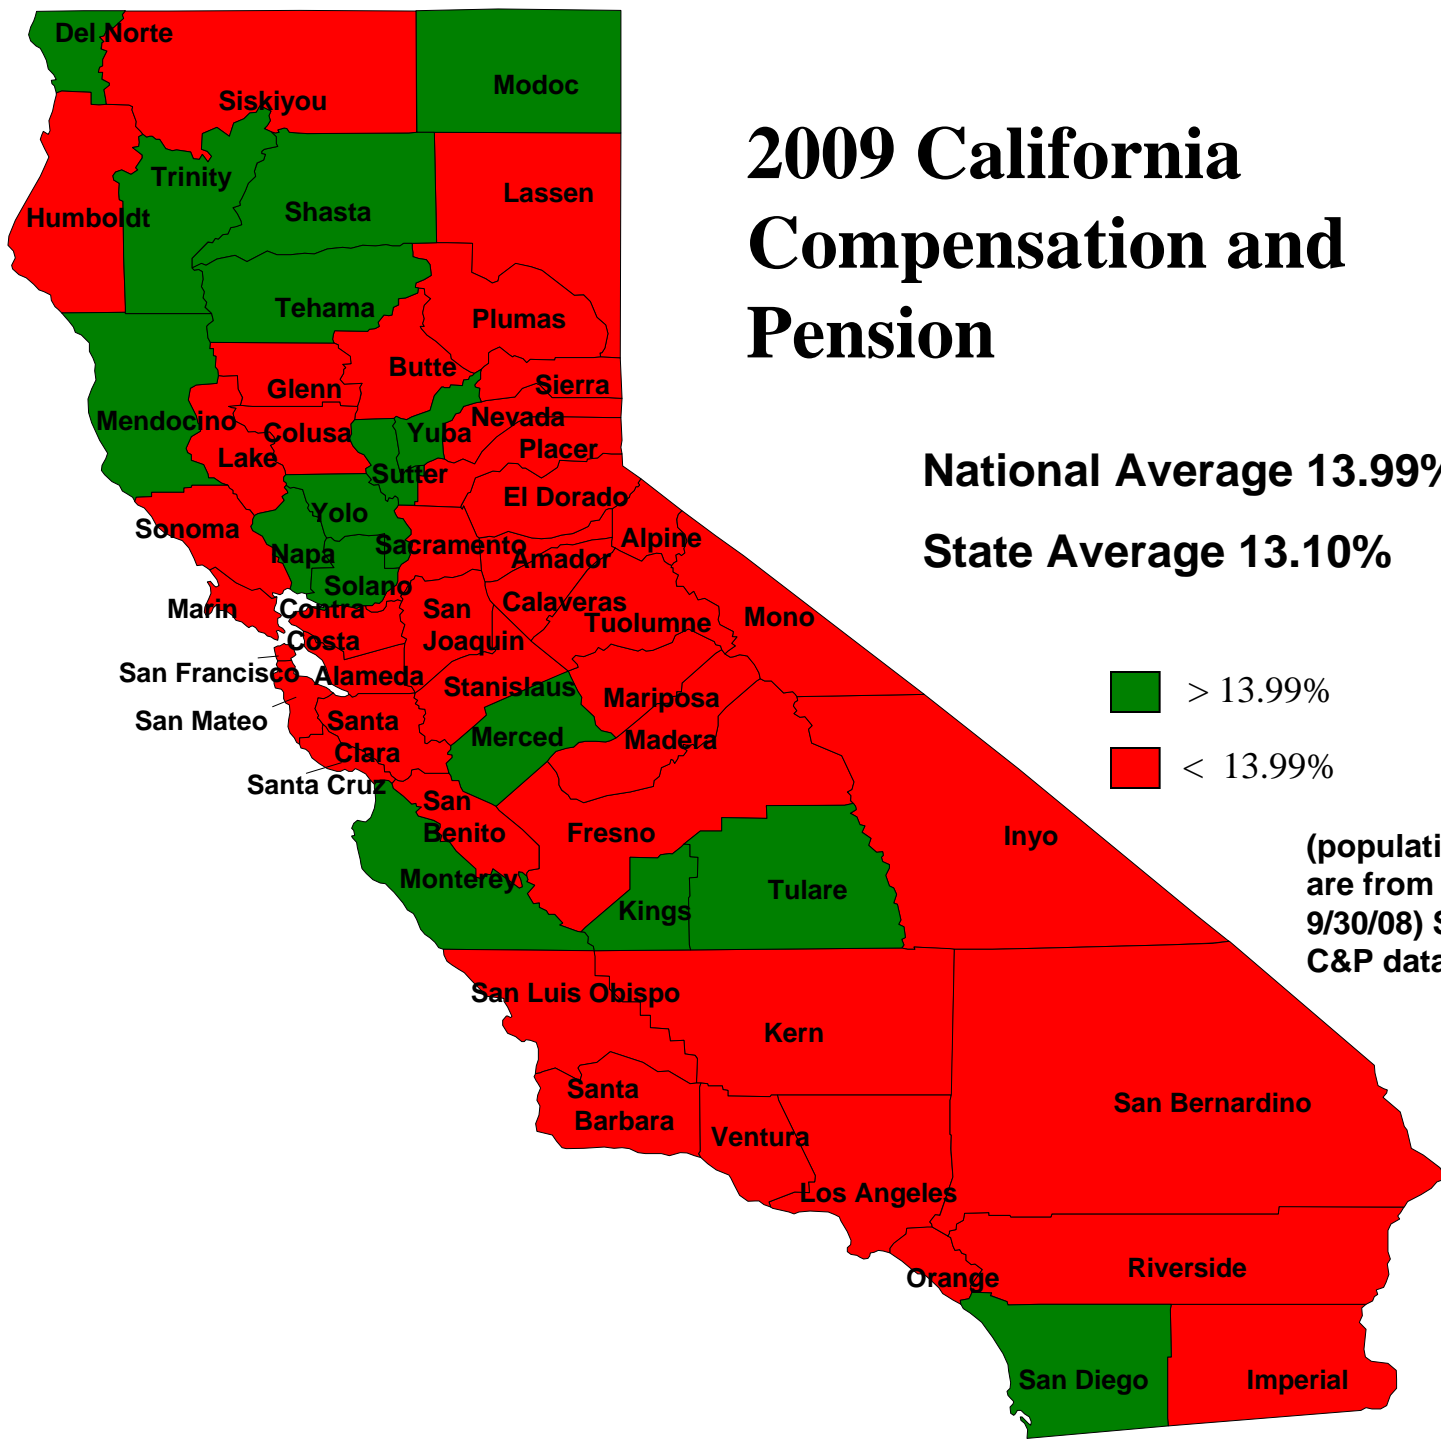 Del Norte
Siskiyou
Modoc
2009 California
Compensation and
Pension
Trinity
Shasta
Lassen
Humboldt
Tehama
Plumas
Butte
Glenn
Sierra
Mendocino
Nevada
Colusa
Yuba
Placer
Lake
Sutter
National Average 13.99%
El Dorado
Yolo
Sonoma
Sacramento
Alpine
State Average 13.10%
Napa
Amador
Solano
Calaveras
Marin
Contra
Costa
San
Joaquin
Tuolumne
Mono
San Francisco
Alameda
Stanislaus
Mariposa
> 13.99%
San Mateo
Santa
Clara
Merced
Madera
< 13.99%
Santa Cruz
San
Benito
Fresno
Inyo
(populati
are from
9/30/08) S
C&P data
Monterey
Kings
Tulare
San Luis Obispo
Kern
Santa
Barbara
San Bernardino
Ventura
Los Angeles
Orange
Riverside
San Diego
Imperial